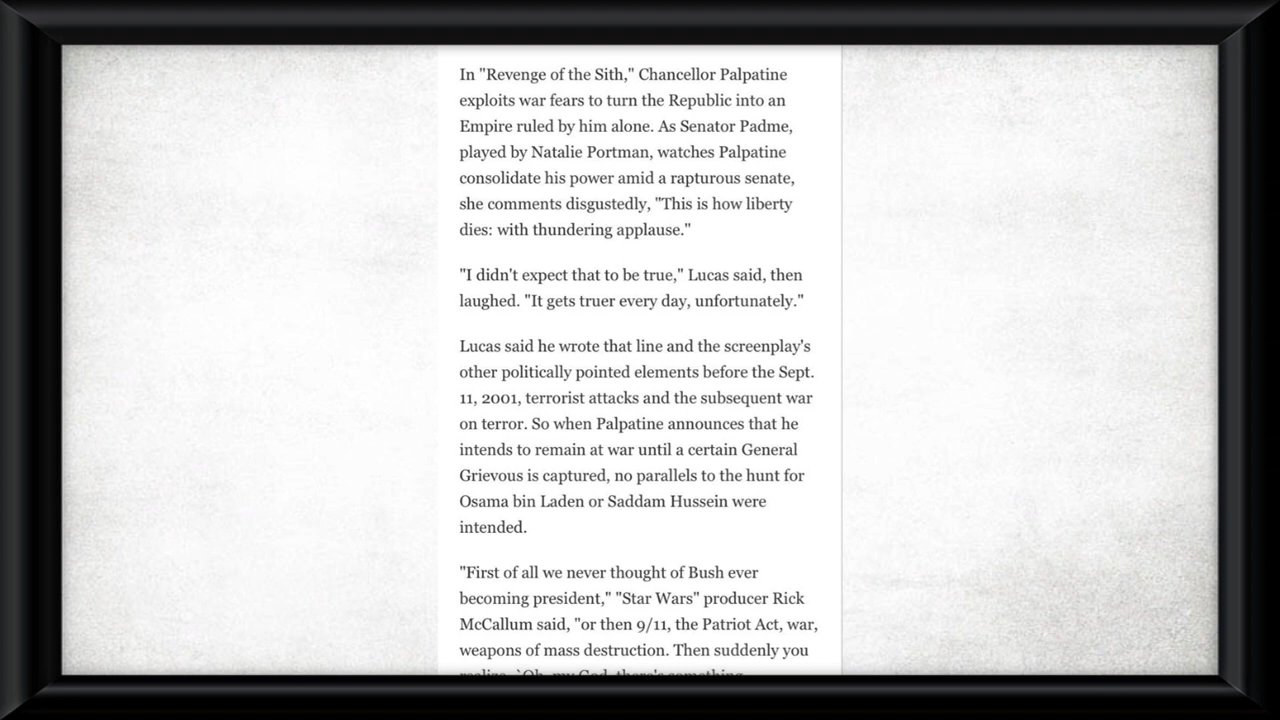 In "Revenge of the Sith," Chancellor Palpatine
exploits war fears to turn the Republic into an
Empire ruled by him alone. As Senator Padme,
played by Natalie Portman, watches Palpatine
consolidate his power amid a rapturous senate,
she comments disgustedly, "This is how liberty
dies: with thundering applause."
"I didn't expect that to be true," Lucas said, then
laughed. "It gets truer every day, unfortunately."
Lucas said he wrote that line and the screenplay's
other politically pointed elements before the Sept.
11, 2001, terrorist attacks and the subsequent war
on terror. So when Palpatine announces that he
intends to remain at war until a certain General
Grievous is captured, no parallels to the hunt for
Osama bin Laden or Saddam Hussein were
intended.
"First of all we never thought of Bush ever
becoming president," "Star Wars" producer Rick
McCallum said, "or then 9/11, the Patriot Act, war,
weapons of mass destruction. Then suddenly you
realize, `Oh, my God, there's something